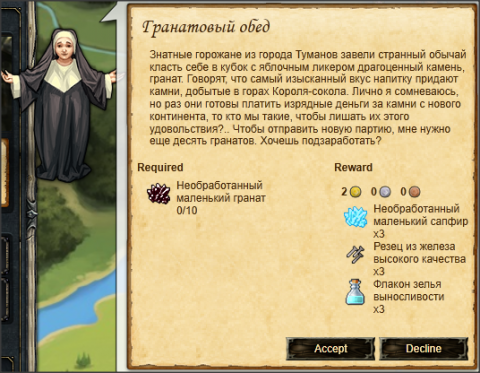 Гранатовый обед
Знатные горожане из города Туманов завели странный обычай
класть себе в кубок с яблочным ликером драгоценный камень,
гранат. Говорят, что самый изысканный вкус напитку придают
камни, добытые в горах Короля-сокола. Лично я сомневаюсь,
но раз они готовы платить изрядные деньги за камни с нового
континента, то кто мы такие, чтобы лишать их этого
удовольствия?.. Чтобы отправить новую партию, мне нужно
еще десять гранатов. Хочешь подзаработать?
Required
Необработанный
маленький гранат
0/10
Reward
2 0 0
Необработанный
маленький сапфир
x3
Резец из железа
высокого качества
x3
Флакон зелья
выносливости
x3
Accept
Decline